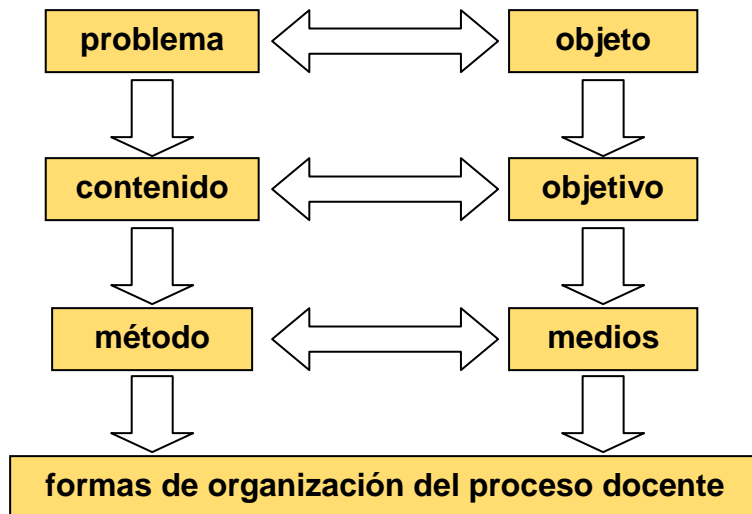 problema
objeto
contenido
objetivo
método
medios
formas de organización del proceso docente